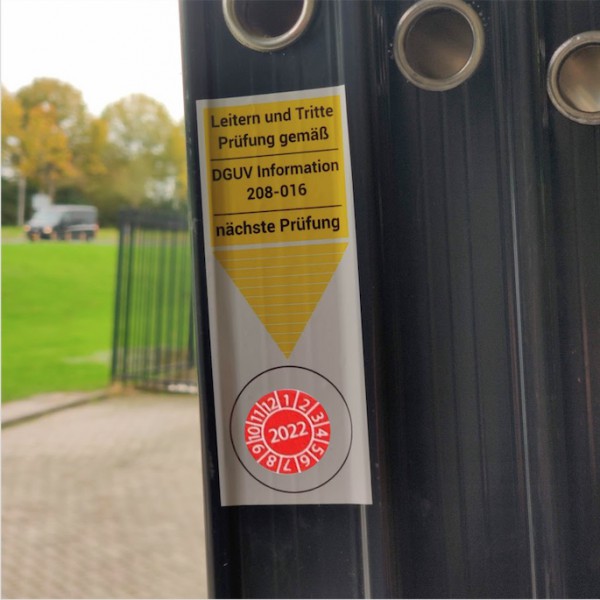 Leitern und Tritte
Prüfung gemäß
DGUV Information
208-016
nächste Prüfung
1 2 3 4 5 6 7 8 9 10 11 12
2022